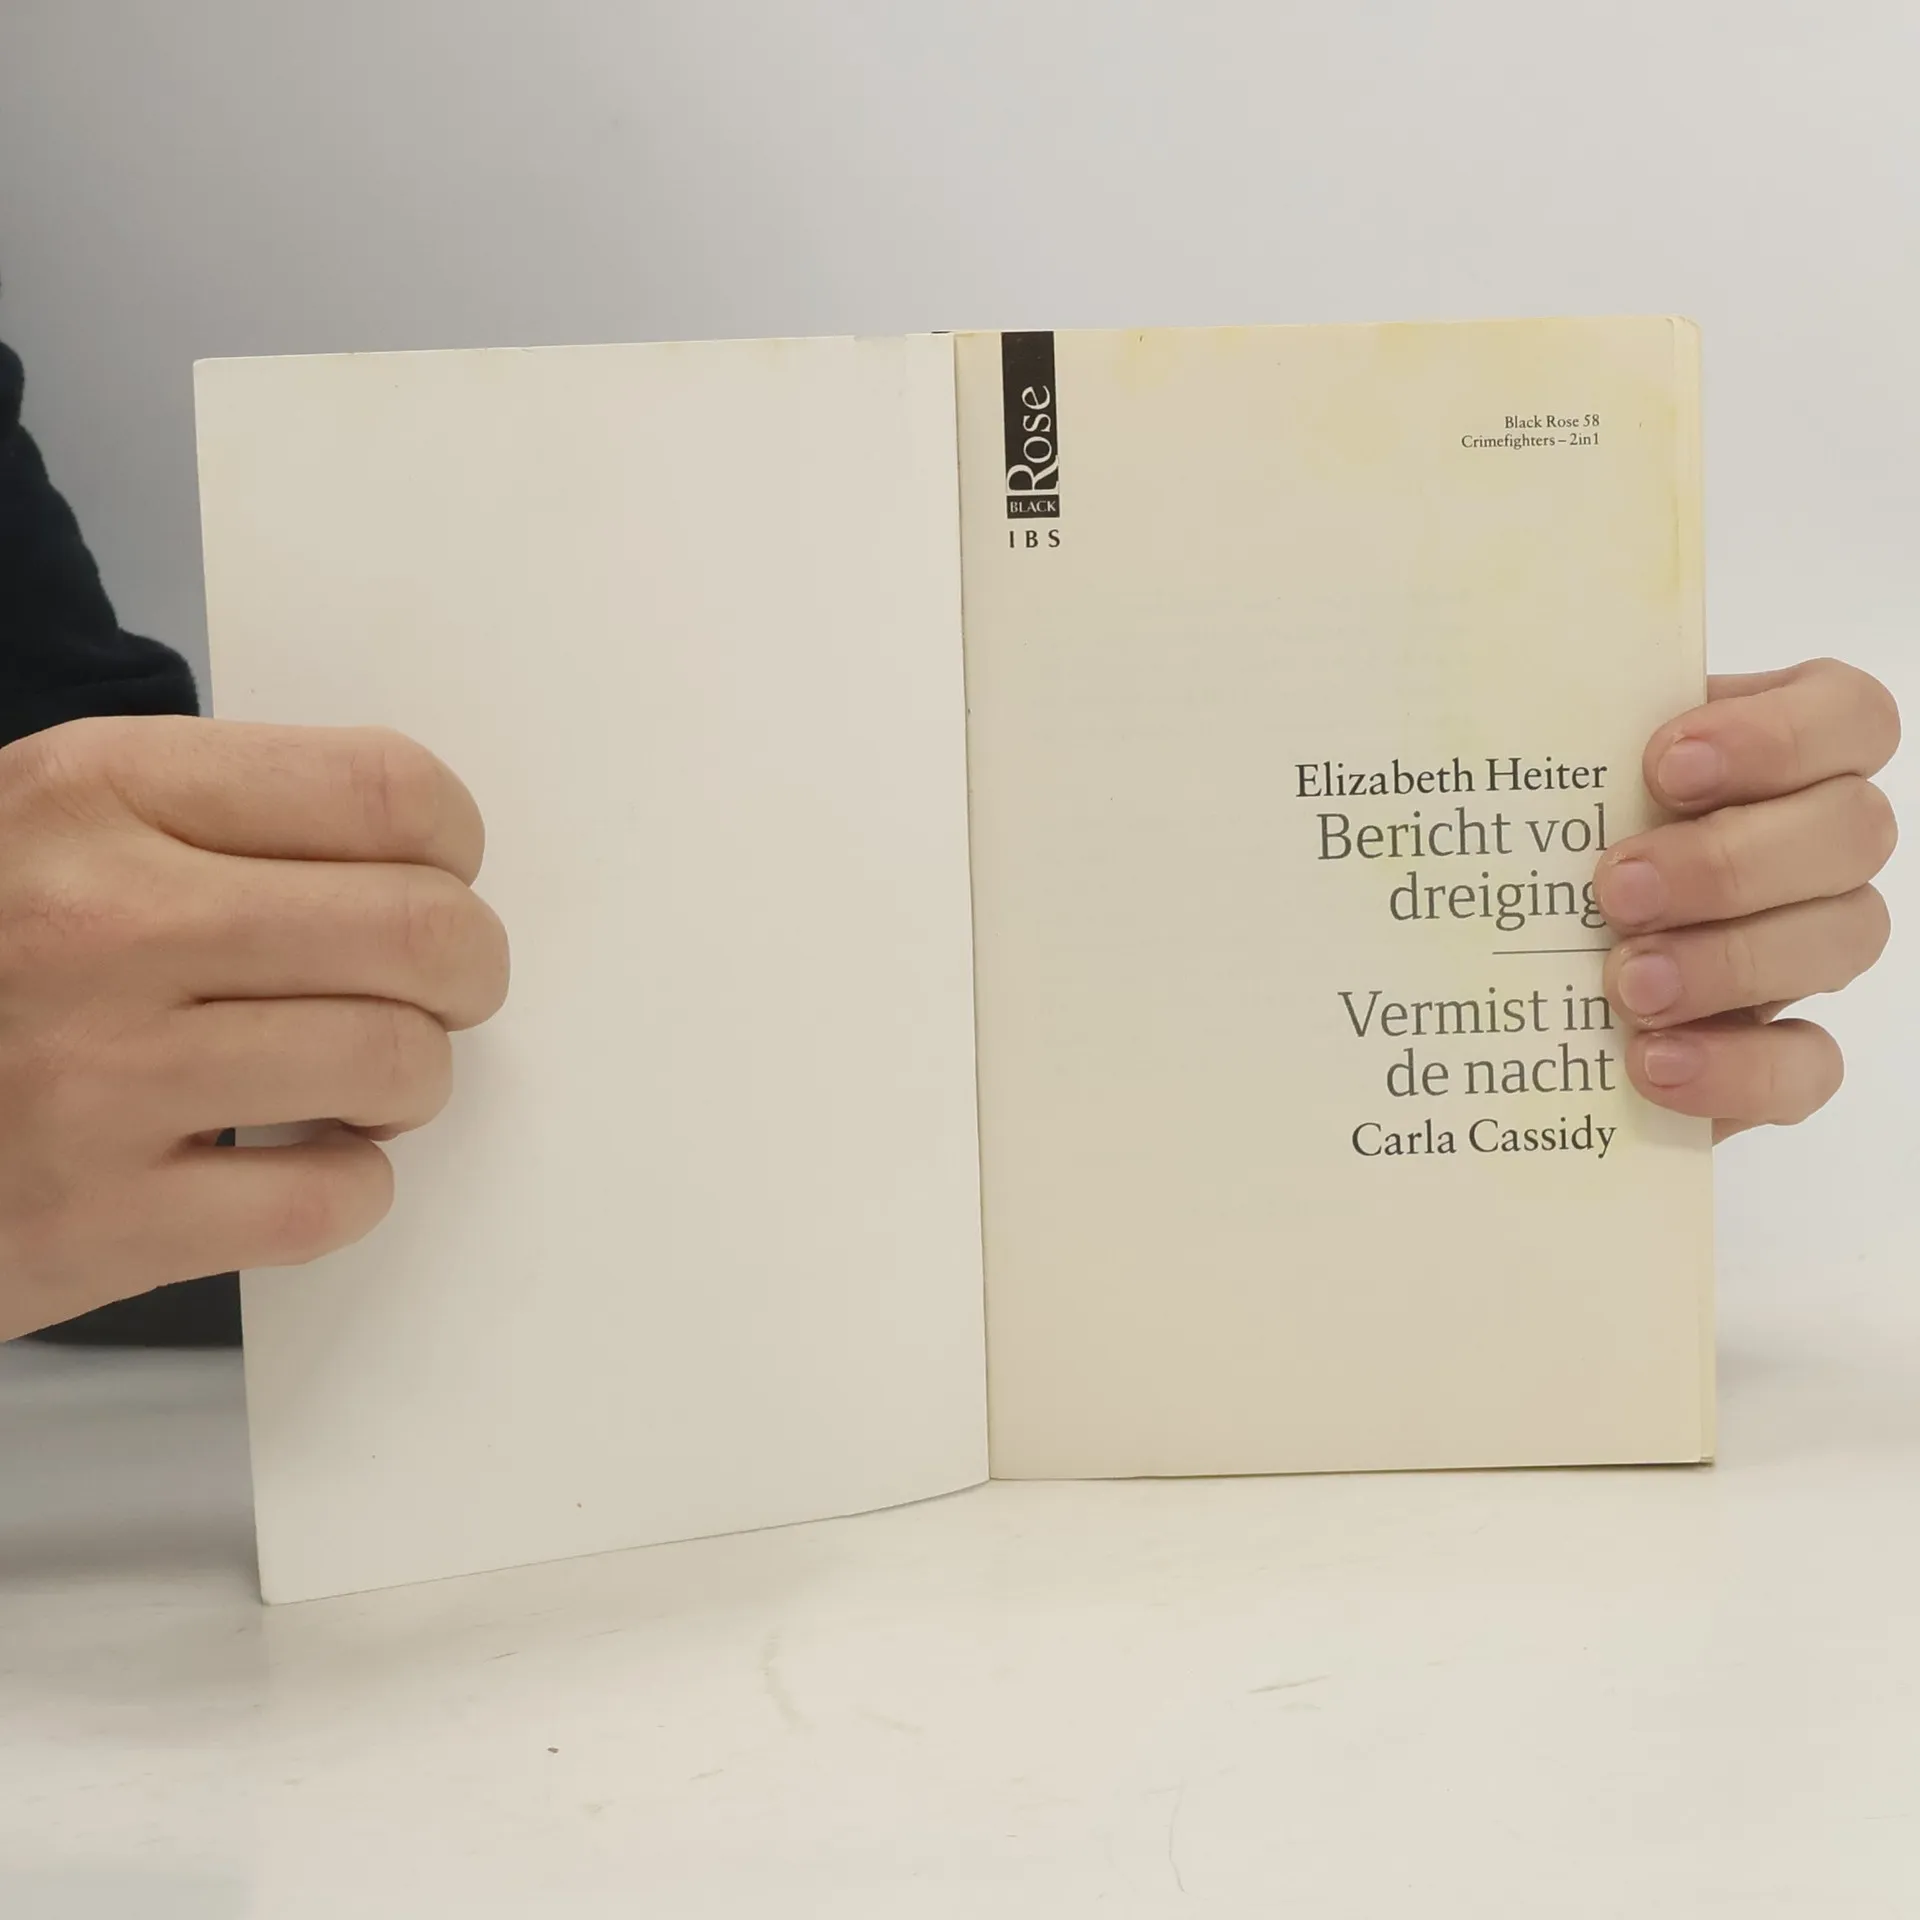 Rose
BLACK
IBS
Black Rose 58
Crimefighters – 2in1
Elizabeth Heiter
Bericht vol
dreiging
Vermist in
de nacht
Carla Cassidy